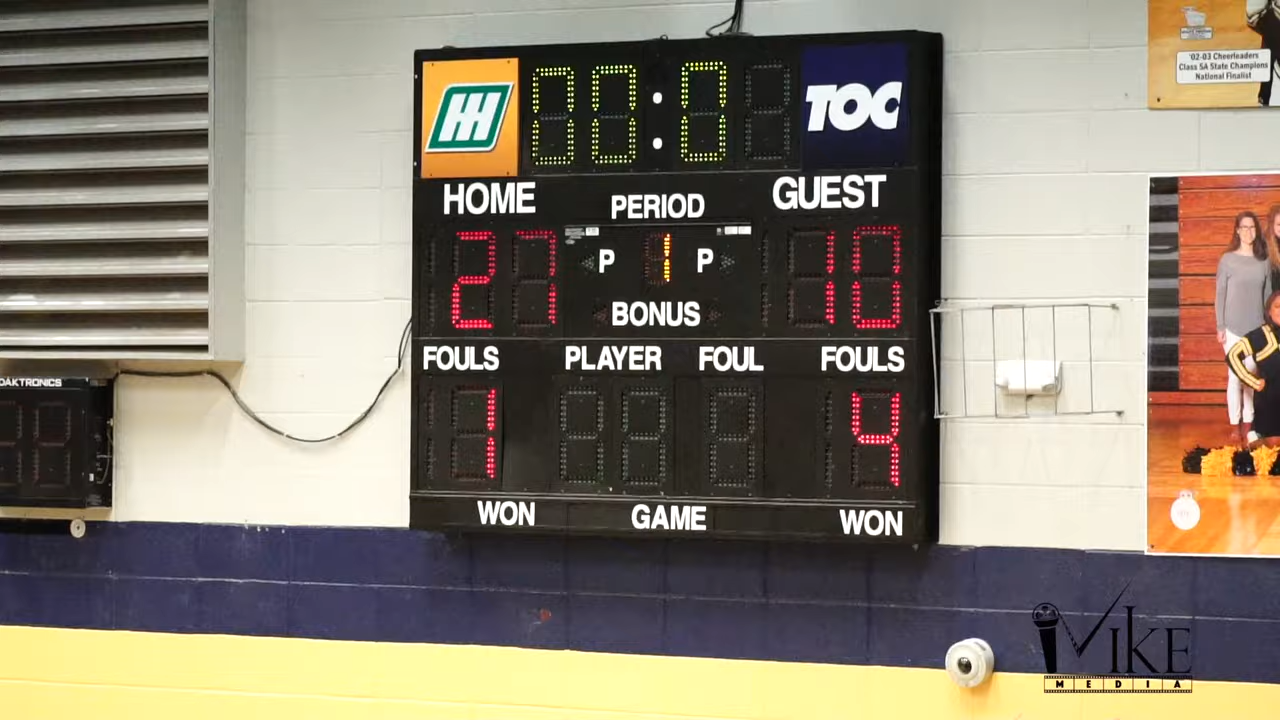 '02-03 Cheerleaders
Class 5A State Champions
National Finalist
HH
00:0
TOC
HOME
PERIOD
GUEST
27
P 1 P
10
BONUS
FOULS
PLAYER
FOUL
FOULS
1
4
DAKTRONICS
WON
GAME
WON
VIKE
MEDIA